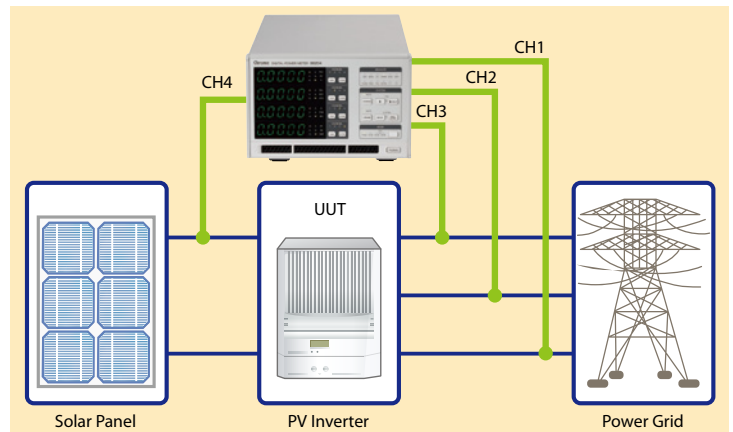 CH1
CH2
CH4
CH3
UUT
Solar Panel
PV Inverter
Power Grid